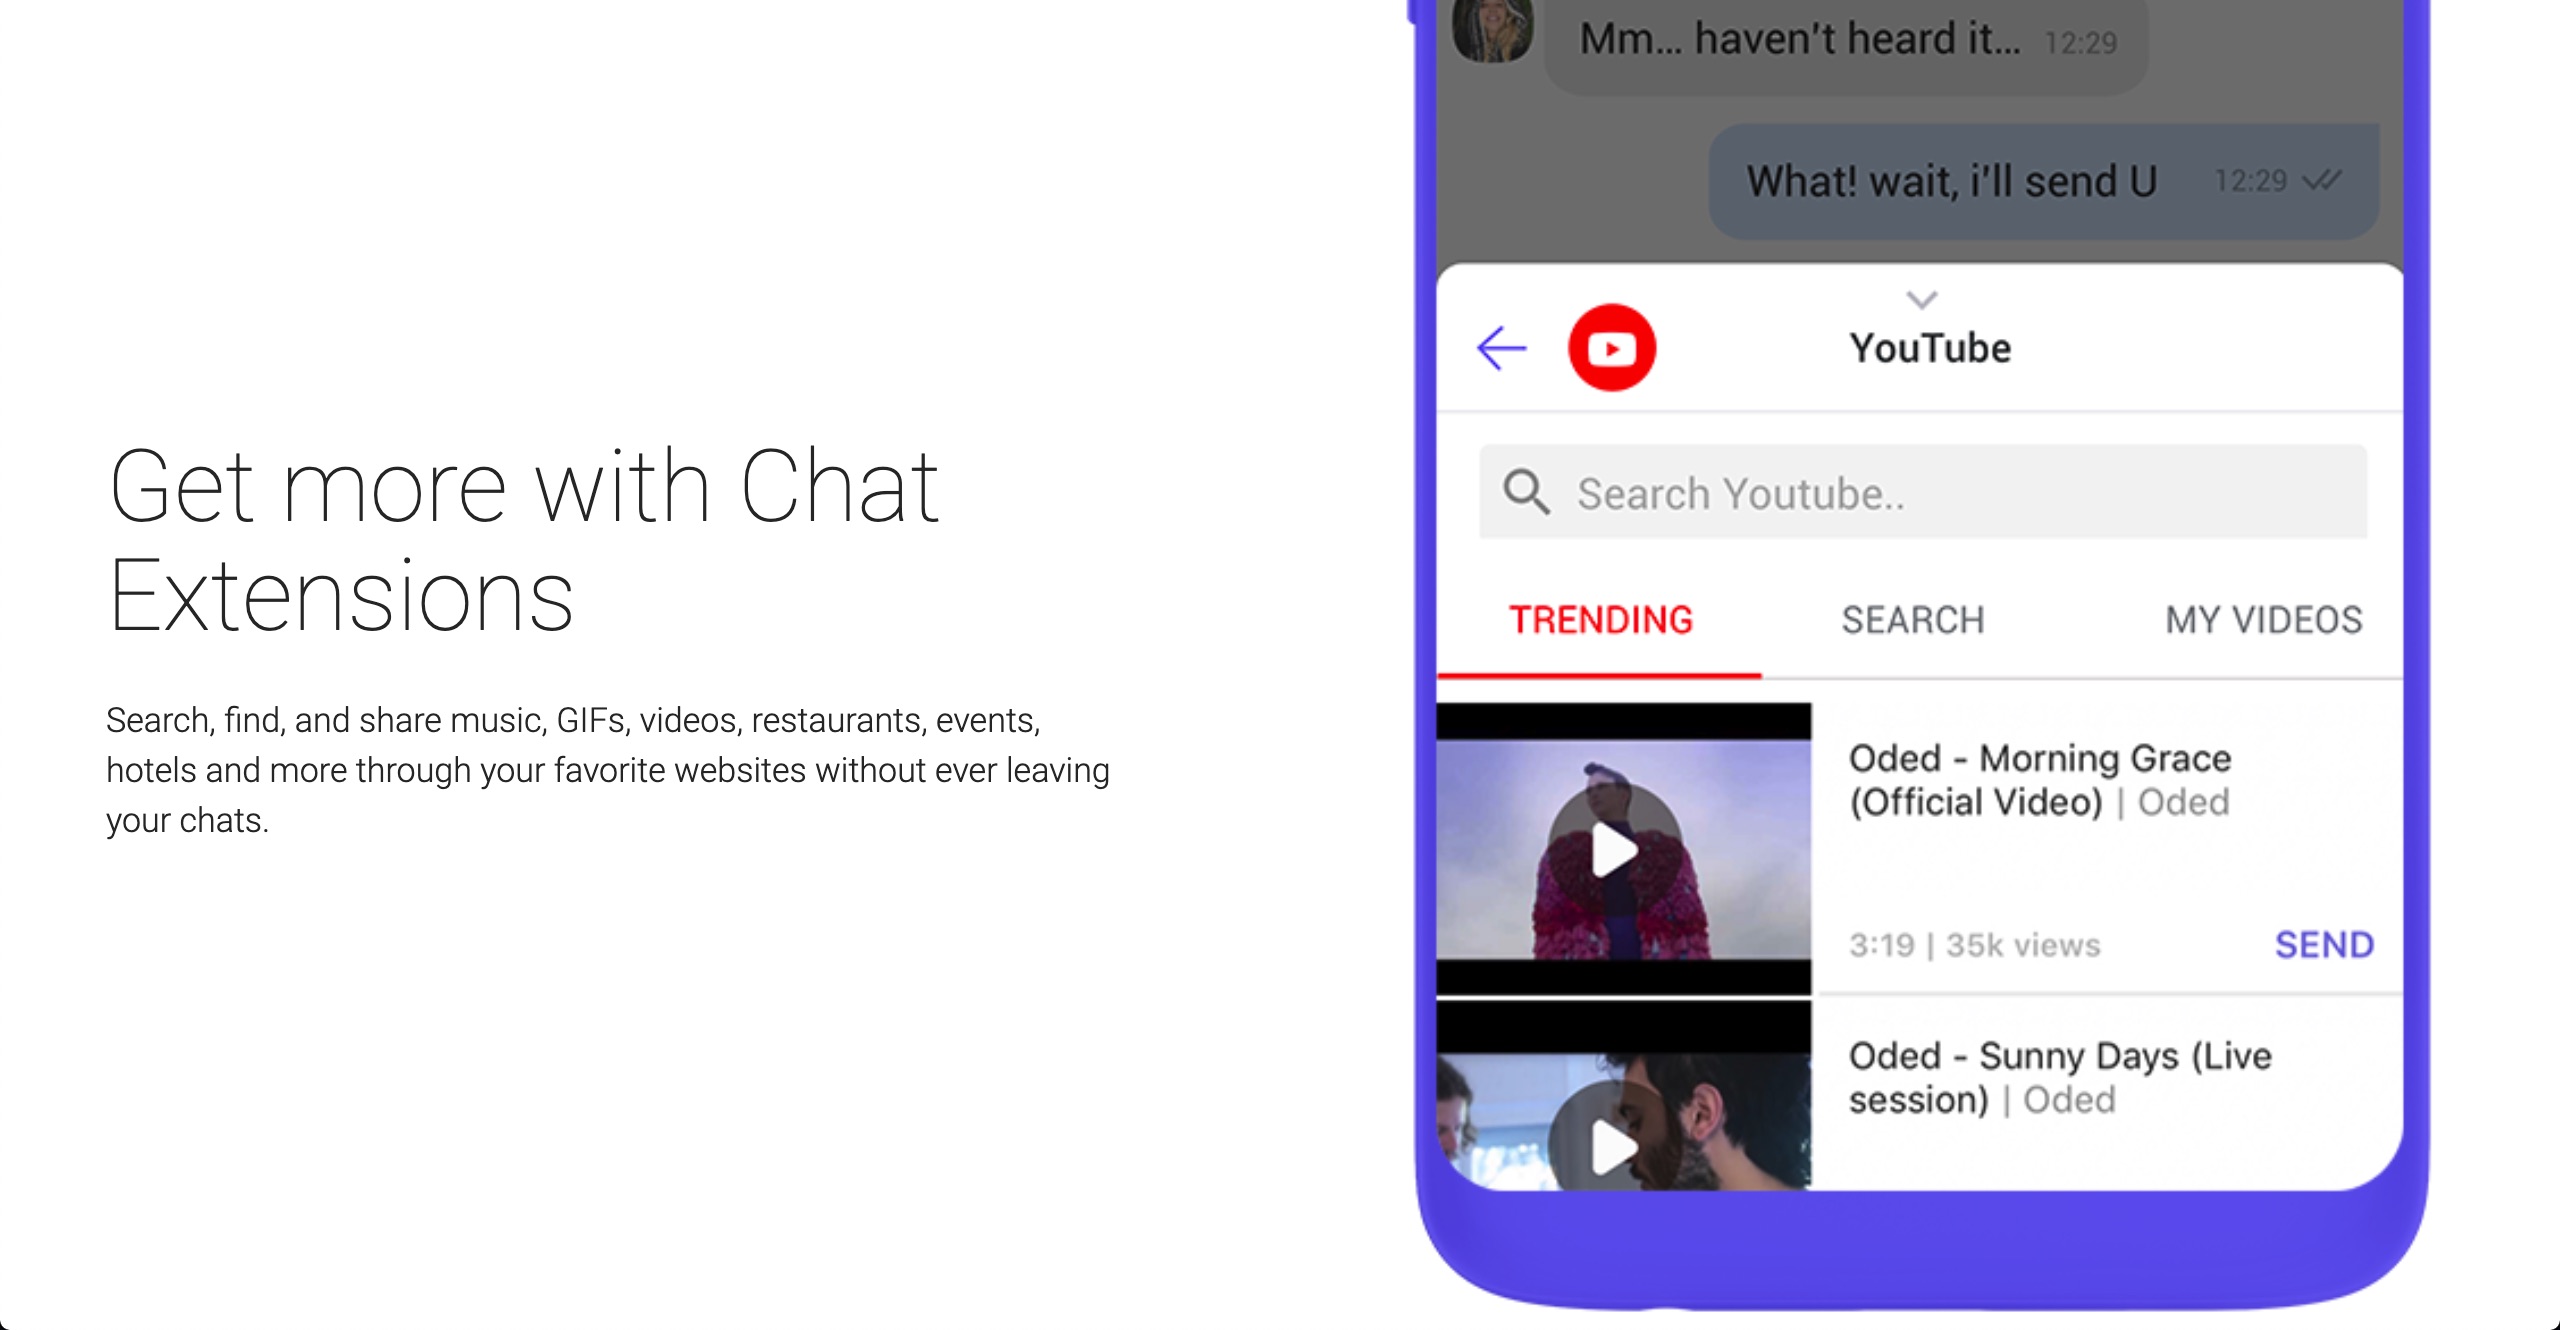 Get more with Chat
Extensions
Search, find, and share music, GIFs, videos, restaurants, events,
hotels and more through your favorite websites without ever leaving
your chats.
Mm... haven't heard it... 12:29
What! wait, i'll send U 12:29
YouTube
Search Youtube..
TRENDING SEARCH MY VIDEOS
Oded - Morning Grace
(Official Video) | Oded
3:19 | 35k views SEND
Oded - Sunny Days (Live
session) | Oded